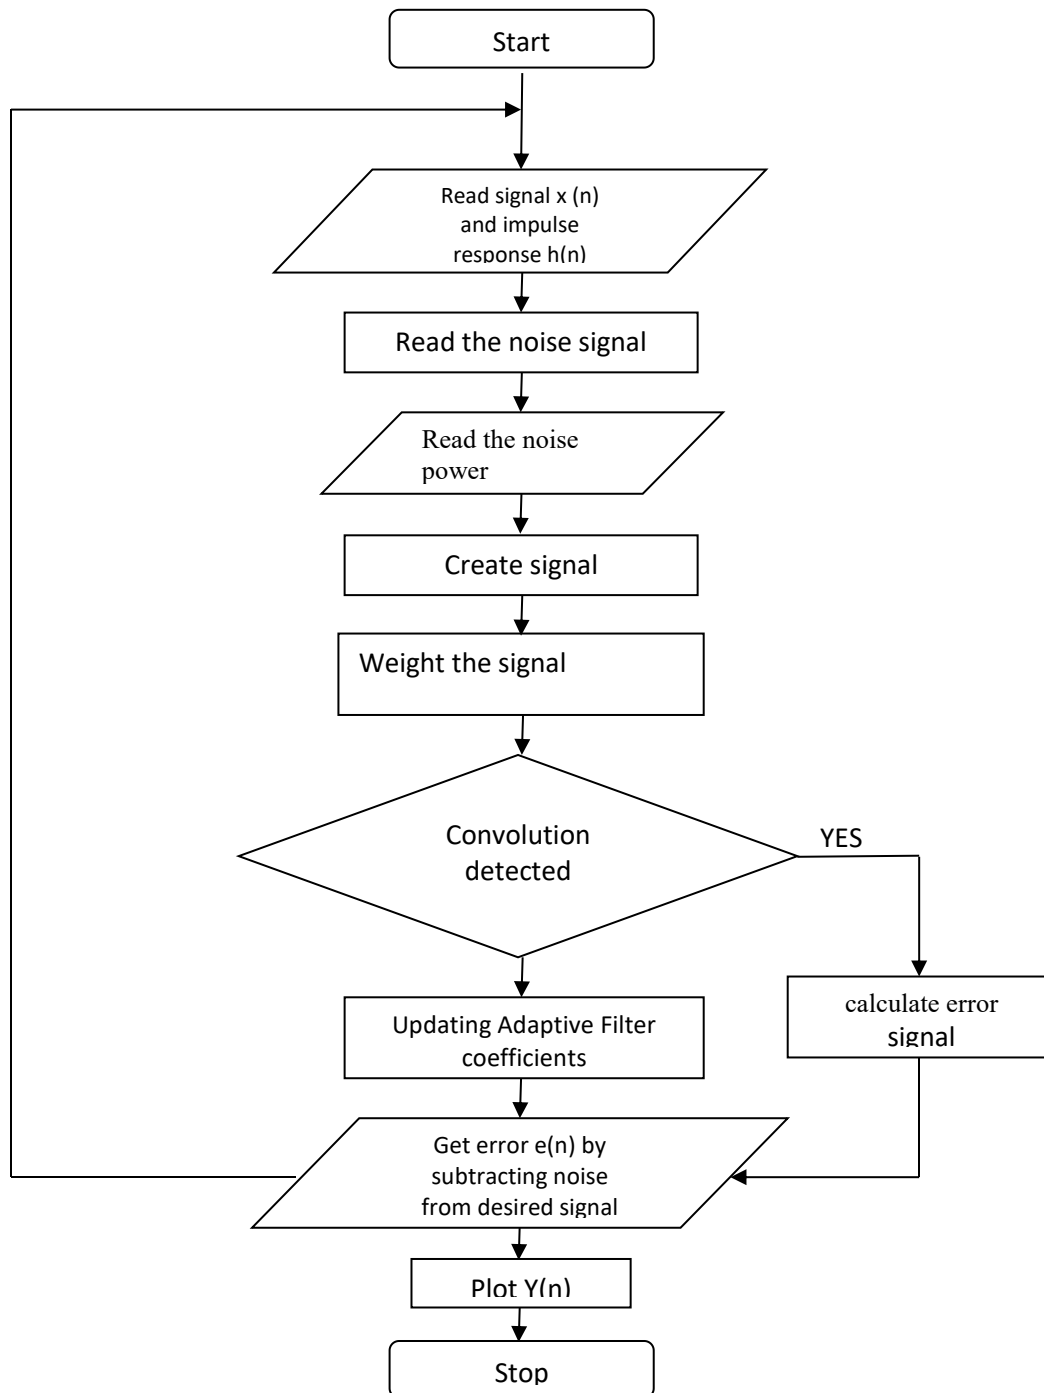 Start
Read signal x (n)
and impulse
response h(n)
Read the noise signal
Read the noise
power
Create signal
Weight the signal
Convolution
detected
YES
calculate error
signal
Updating Adaptive Filter
coefficients
Get error e(n) by
subtracting noise
from desired signal
Plot Y(n)
Stop